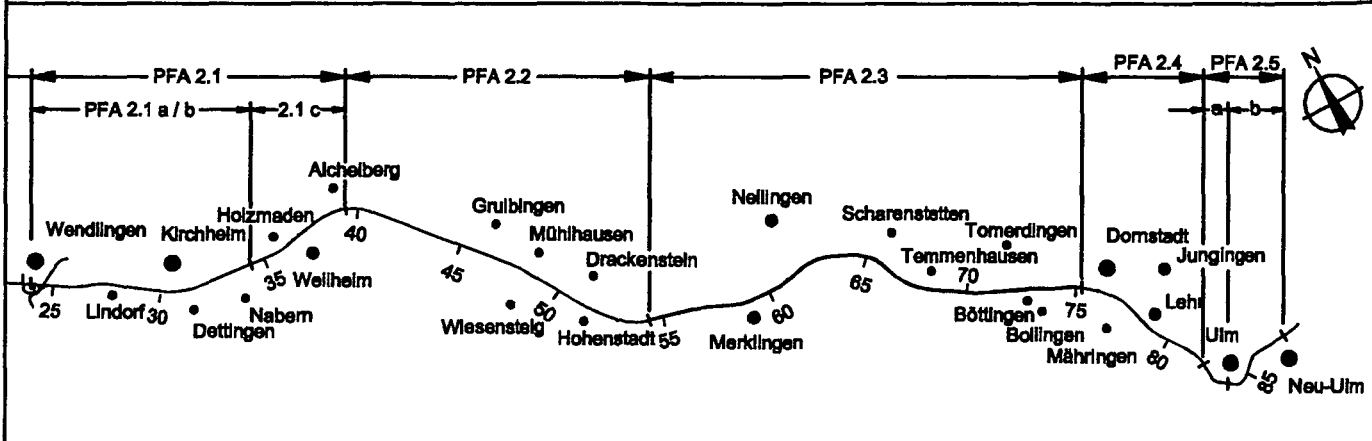 N
PFA 2.1
PFA 2.2
PFA 2.3
PFA 2.4
PFA 2.5
PFA 2.1 a / b
2.1 c
a
b
Aichelberg
Wendlingen
Kirchheim
Holzmaden
Weilheim
Lindorf
Dettingen
Nabern
Gruibingen
Mühlhausen
Drackenstein
Wiesensteig
Hohenstadt
Nellingen
Merklingen
Scharenstetten
Temmenhausen
Tomerdingen
Böttingen
Bollingen
Mähringen
Dornstadt
Jungingen
Lehr
Ulm
Neu-Ulm
25
30
35
40
45
50
55
60
65
70
75
80
85